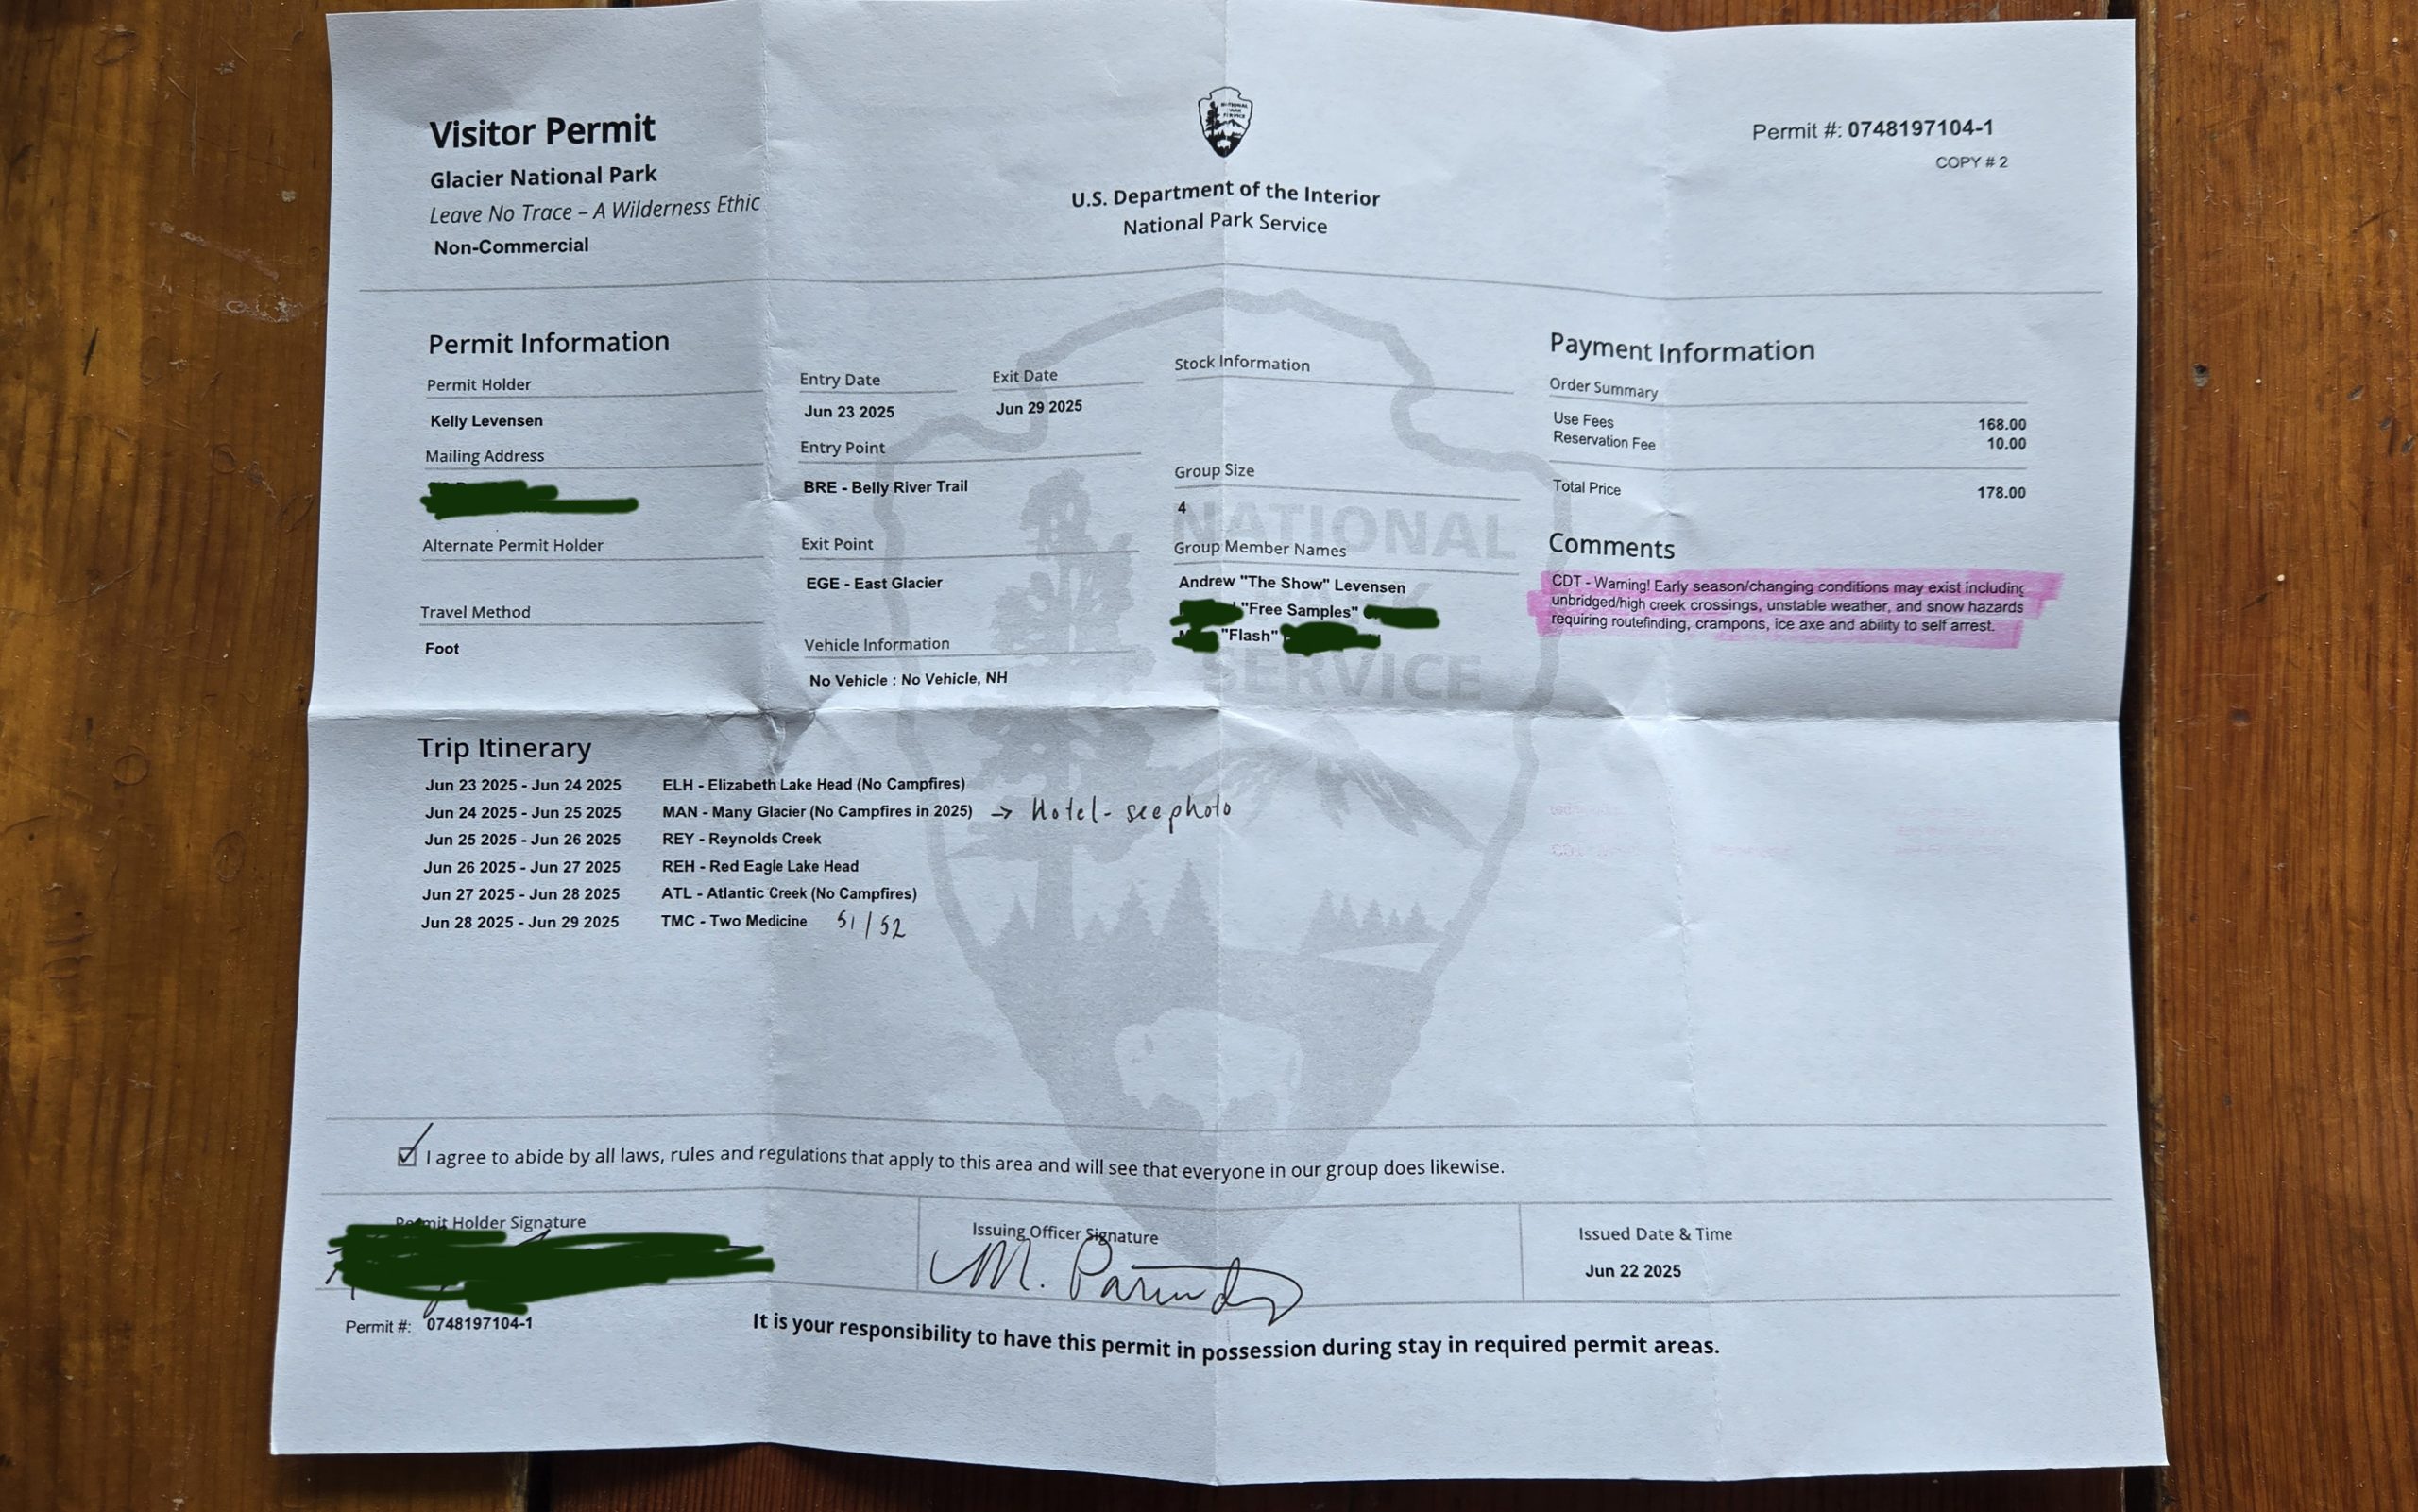 Visitor Permit
Glacier National Park
Leave No Trace – A Wilderness Ethic
Non-Commercial
NATIONAL
PARK
SERVICE
U.S. Department of the Interior
National Park Service
Permit #: 0748197104-1
COPY # 2
Permit Information
Permit Holder
Kelly Levensen
Mailing Address
Alternate Permit Holder
Travel Method
Foot
Entry Date
Jun 23 2025
Exit Date
Jun 29 2025
Entry Point
BRE - Belly River Trail
Exit Point
EGE - East Glacier
Vehicle Information
No Vehicle : No Vehicle, NH
Stock Information
Group Size
4
Group Member Names
Andrew "The Show" Levensen
"Free Samples"
"Flash"
NATIONAL
PARK
SERVICE
Payment Information
Order Summary
Use Fees 168.00
Reservation Fee 10.00
Total Price 178.00
Comments
CDT - Warning! Early season/changing conditions may exist including
unbridged/high creek crossings, unstable weather, and snow hazards
requiring routefinding, crampons, ice axe and ability to self arrest.
Trip Itinerary
Jun 23 2025 - Jun 24 2025 ELH - Elizabeth Lake Head (No Campfires)
Jun 24 2025 - Jun 25 2025 MAN - Many Glacier (No Campfires in 2025) → Hotel - see photo
Jun 25 2025 - Jun 26 2025 REY - Reynolds Creek
Jun 26 2025 - Jun 27 2025 REH - Red Eagle Lake Head
Jun 27 2025 - Jun 28 2025 ATL - Atlantic Creek (No Campfires)
Jun 28 2025 - Jun 29 2025 TMC - Two Medicine 51/52
I agree to abide by all laws, rules and regulations that apply to this area and will see that everyone in our group does likewise.
Permit Holder Signature
Issuing Officer Signature
M.
Issued Date & Time
Jun 22 2025
Permit #: 0748197104-1
It is your responsibility to have this permit in possession during stay in required permit areas.